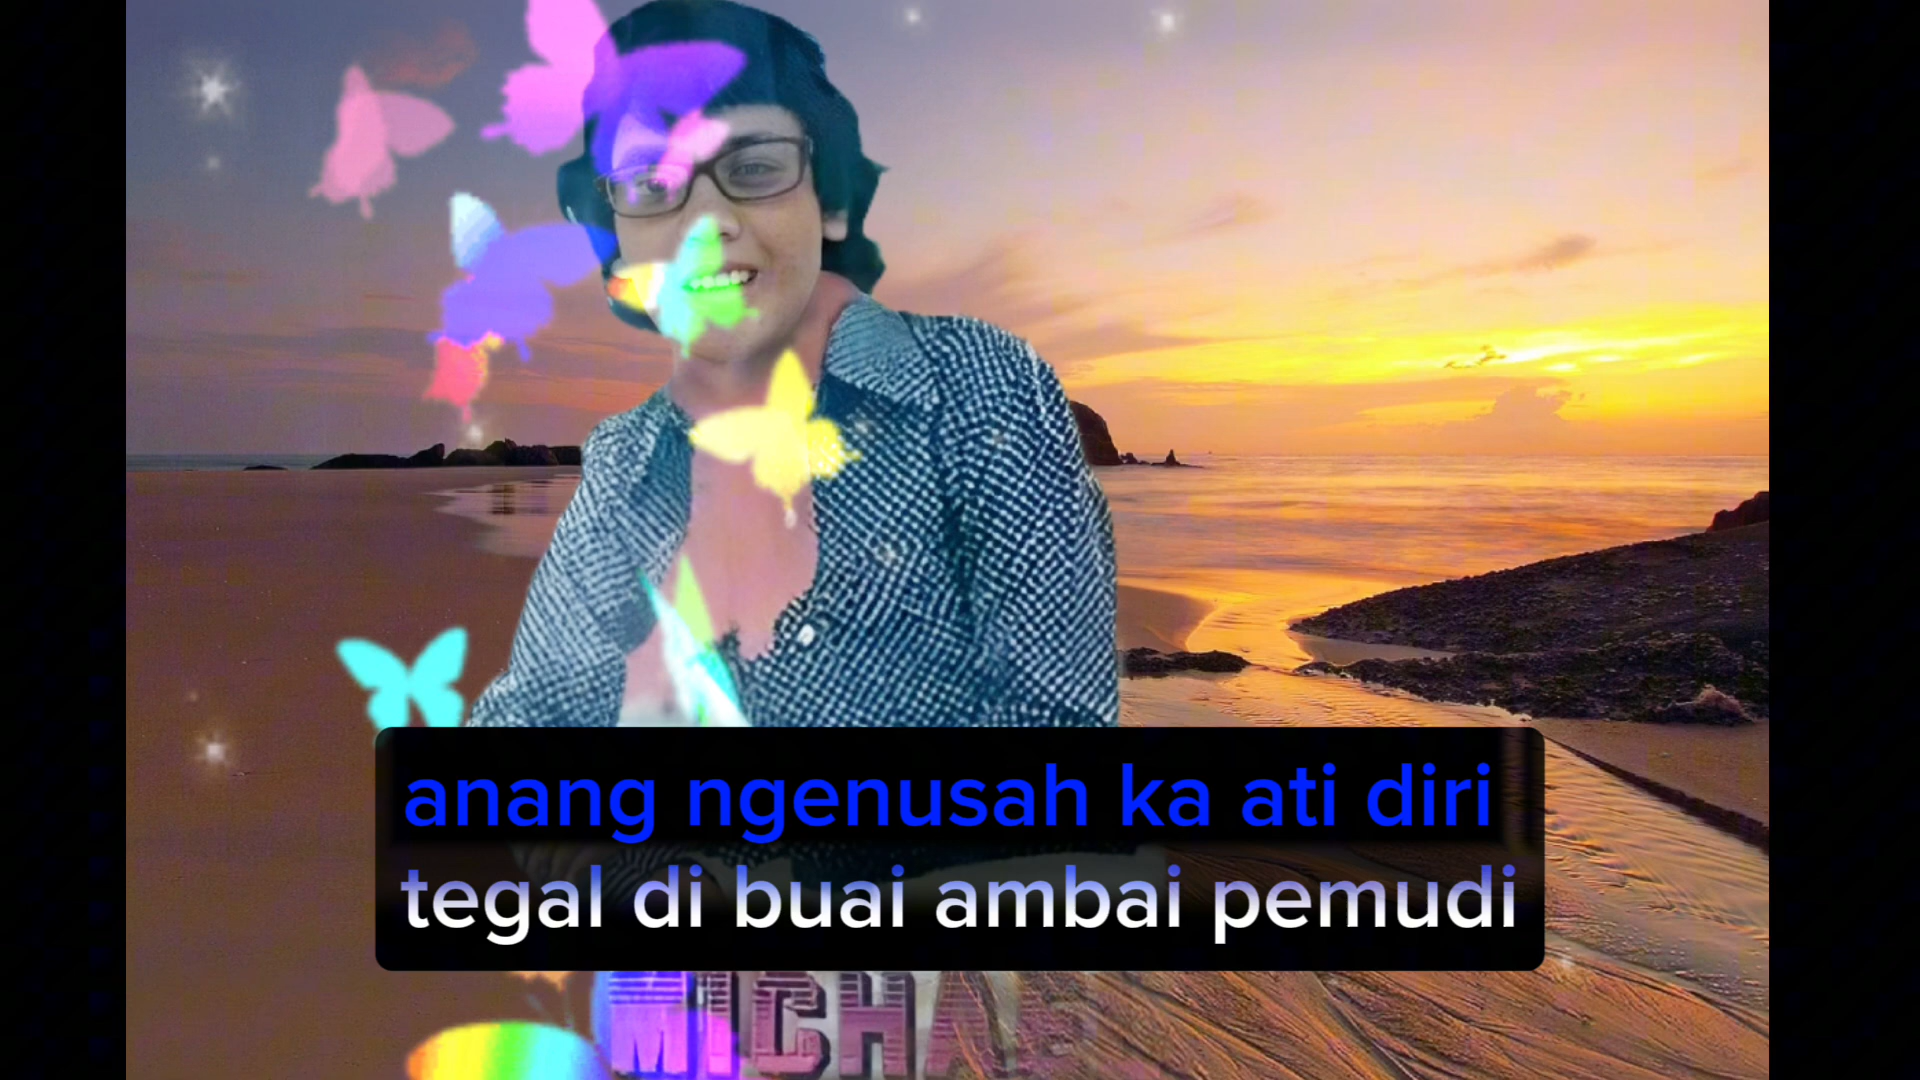 anang ngenusah ka ati diri
tegal di buai ambai pemudi